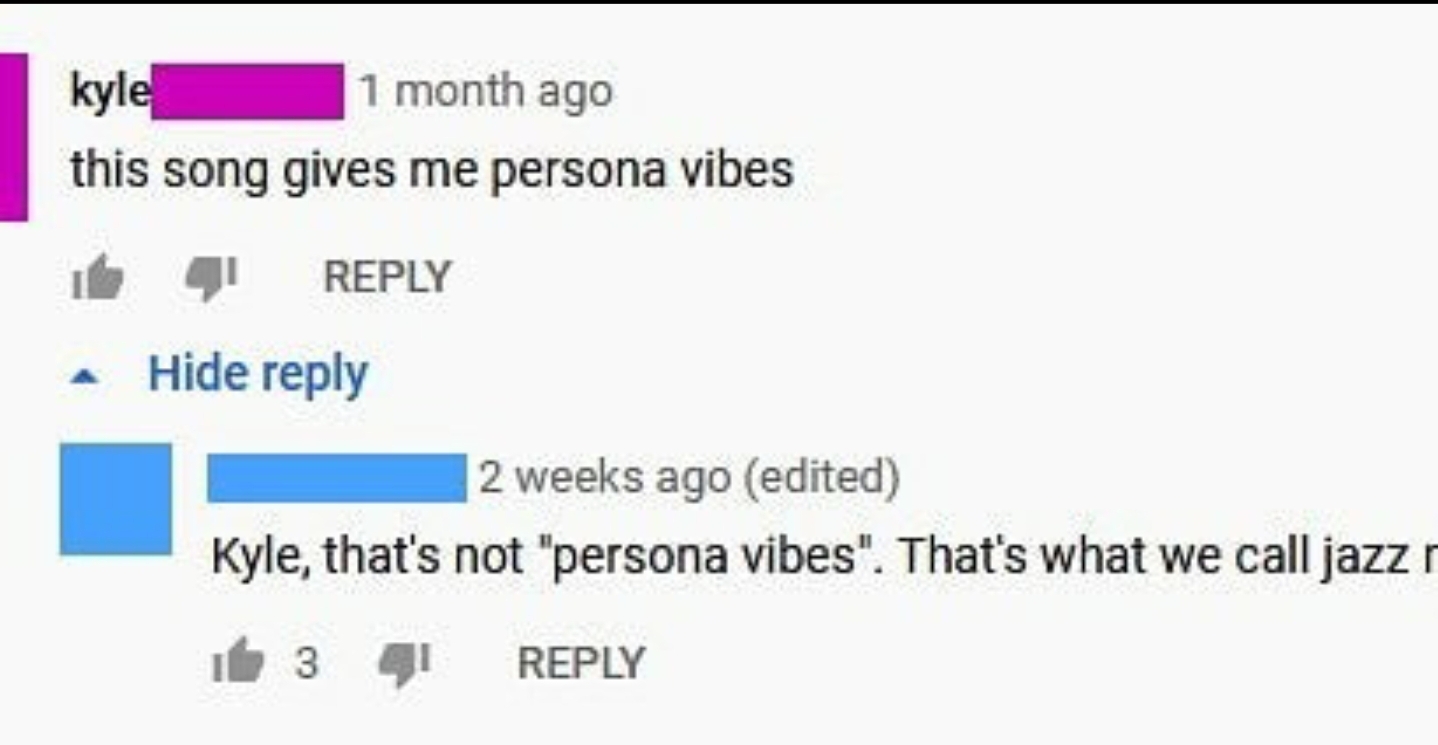 kyle 1 month ago
this song gives me persona vibes
REPLY
Hide reply
2 weeks ago (edited)
Kyle, that's not "persona vibes". That's what we call jazz
3 REPLY